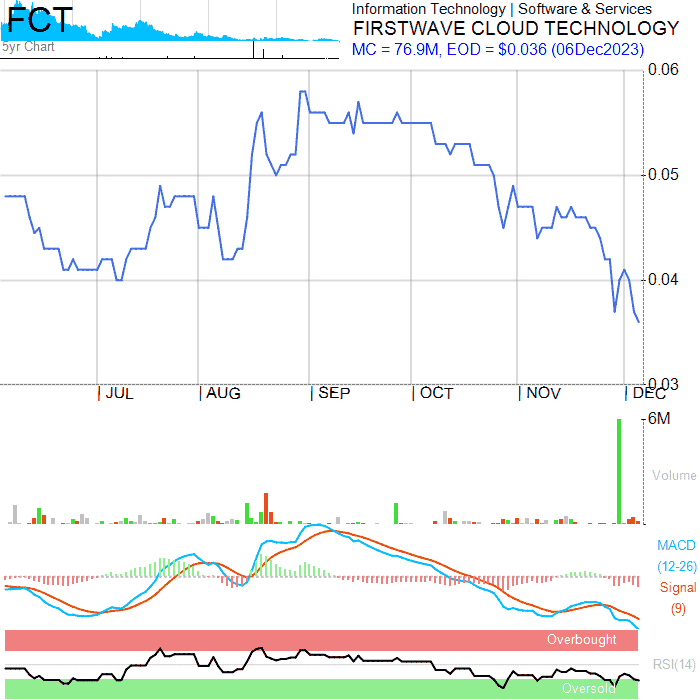 FCT
5yr Chart
Information Technology | Software & Services
FIRSTWAVE CLOUD TECHNOLOGY
MC = 76.9M, EOD = $0.036 (06Dec2023)
0.06
0.05
0.04
0.03
JUL AUG SEP OCT NOV DEC
6M
Volume
MACD
(12-26)
Signal
(9)
Overbought
RSI(14)
Oversold